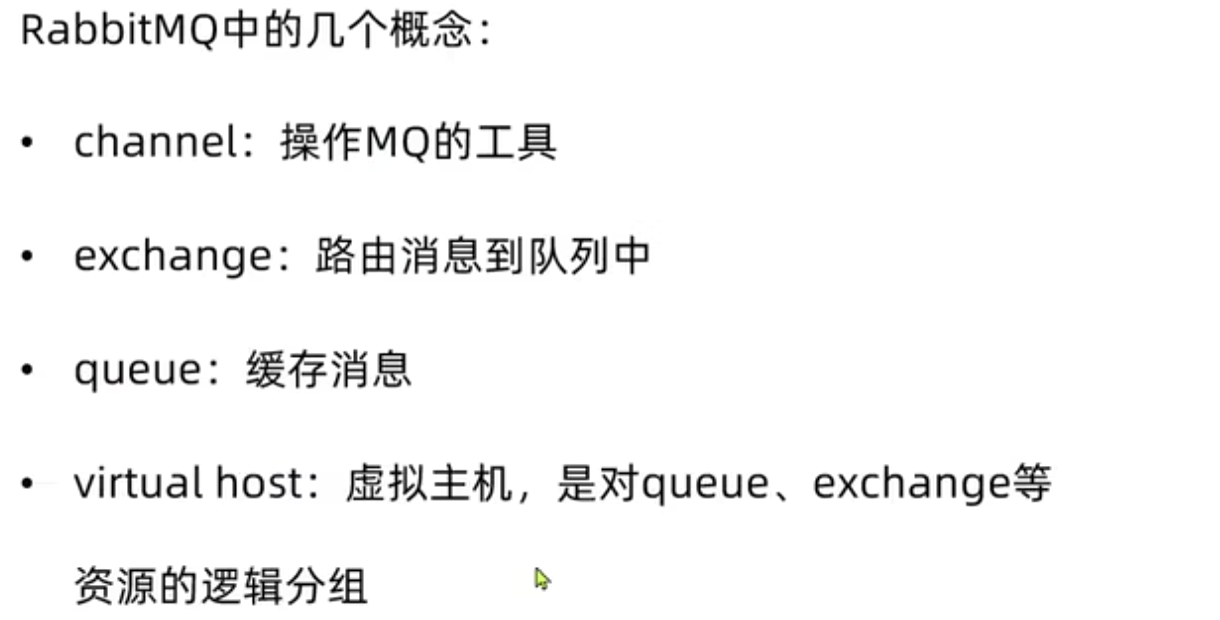 RabbitMQ中的几个概念：
• channel：操作MQ的工具
• exchange：路由消息到队列中
• queue：缓存消息
• virtual host：虚拟主机，是对queue、exchange等
资源的逻辑分组